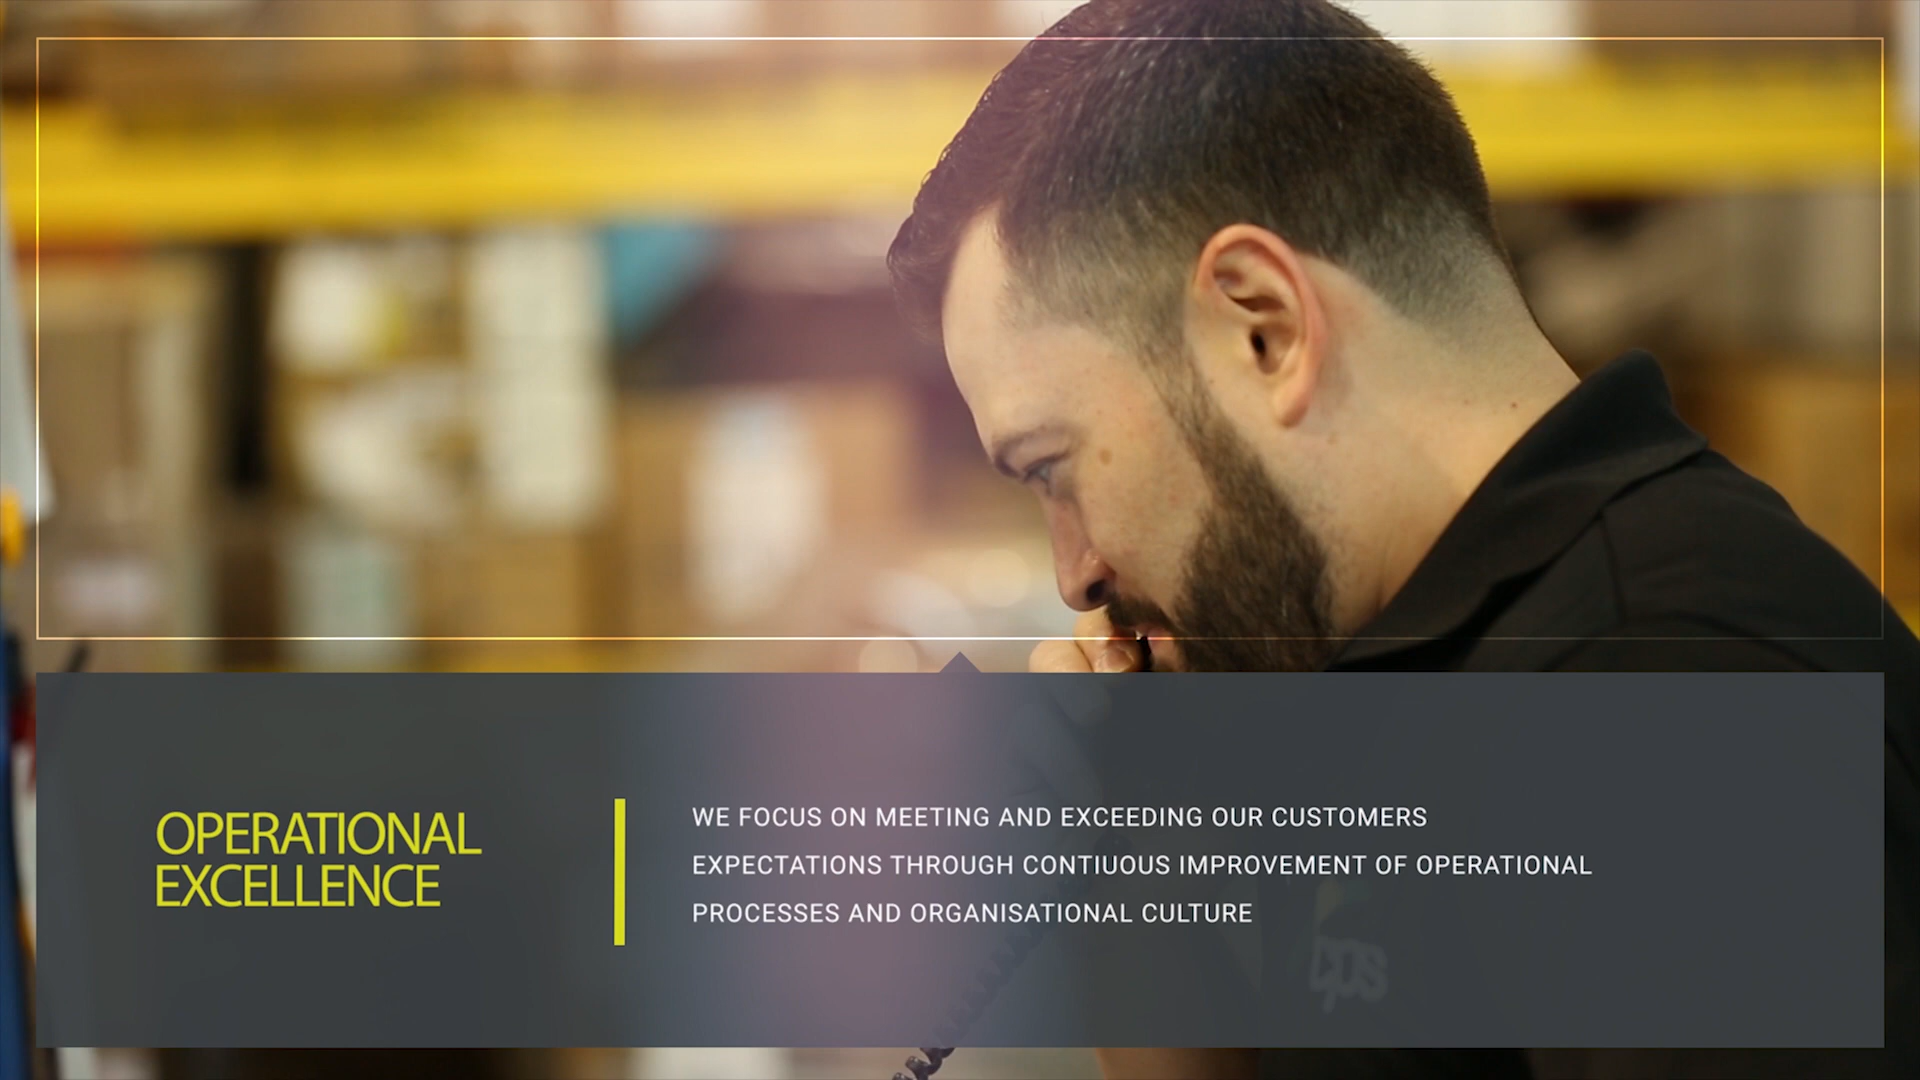 OPERATIONAL
EXCELLENCE
WE FOCUS ON MEETING AND EXCEEDING OUR CUSTOMERS
EXPECTATIONS THROUGH CONTIUOUS IMPROVEMENT OF OPERATIONAL
PROCESSES AND ORGANISATIONAL CULTURE